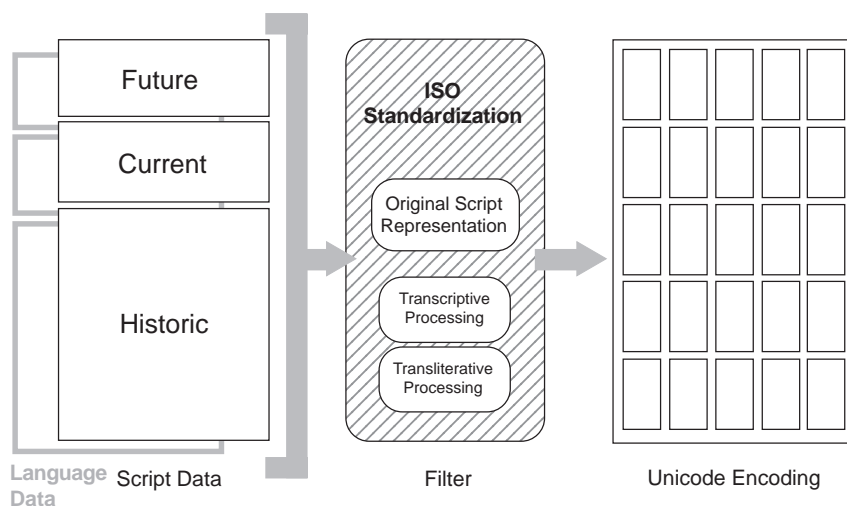 Future
Current
Historic
Language
Data
Script Data
ISO
Standardization
Original Script
Representation
Transcriptive
Processing
Transliterative
Processing
Filter
Unicode Encoding